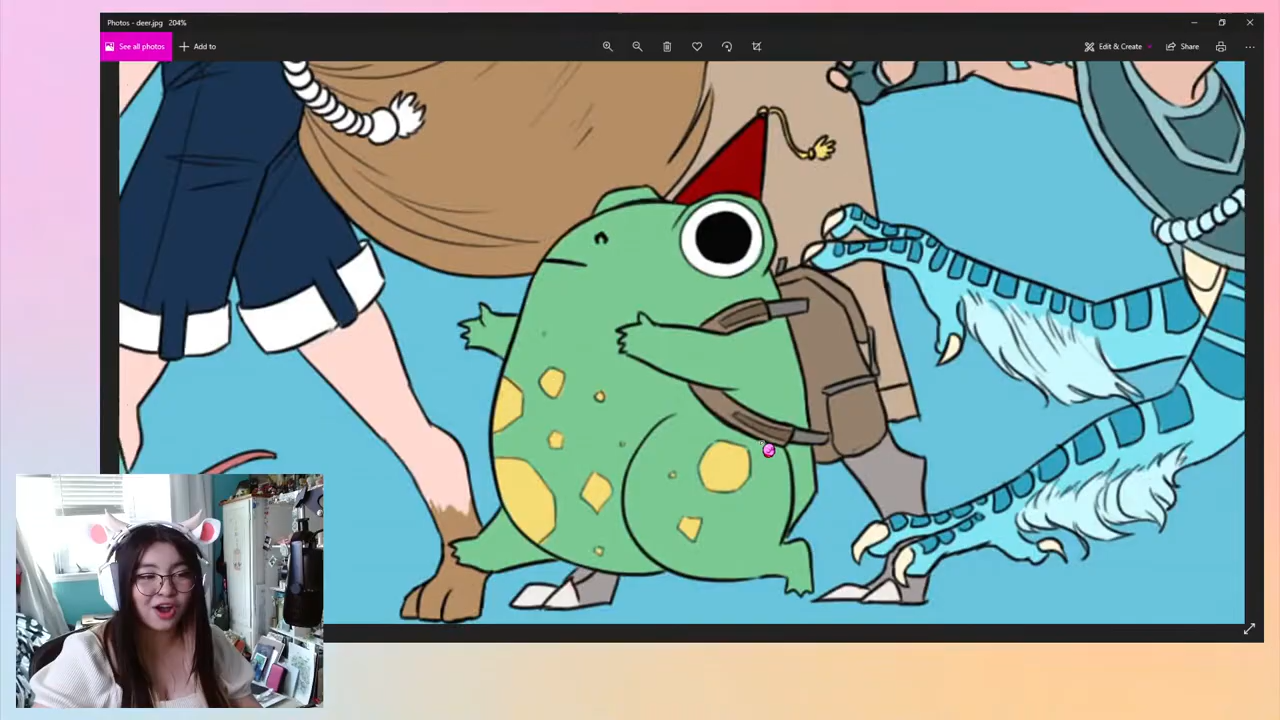 Photos - deer.jpg 204%
See all photos
Add to
Edit & Create
Share